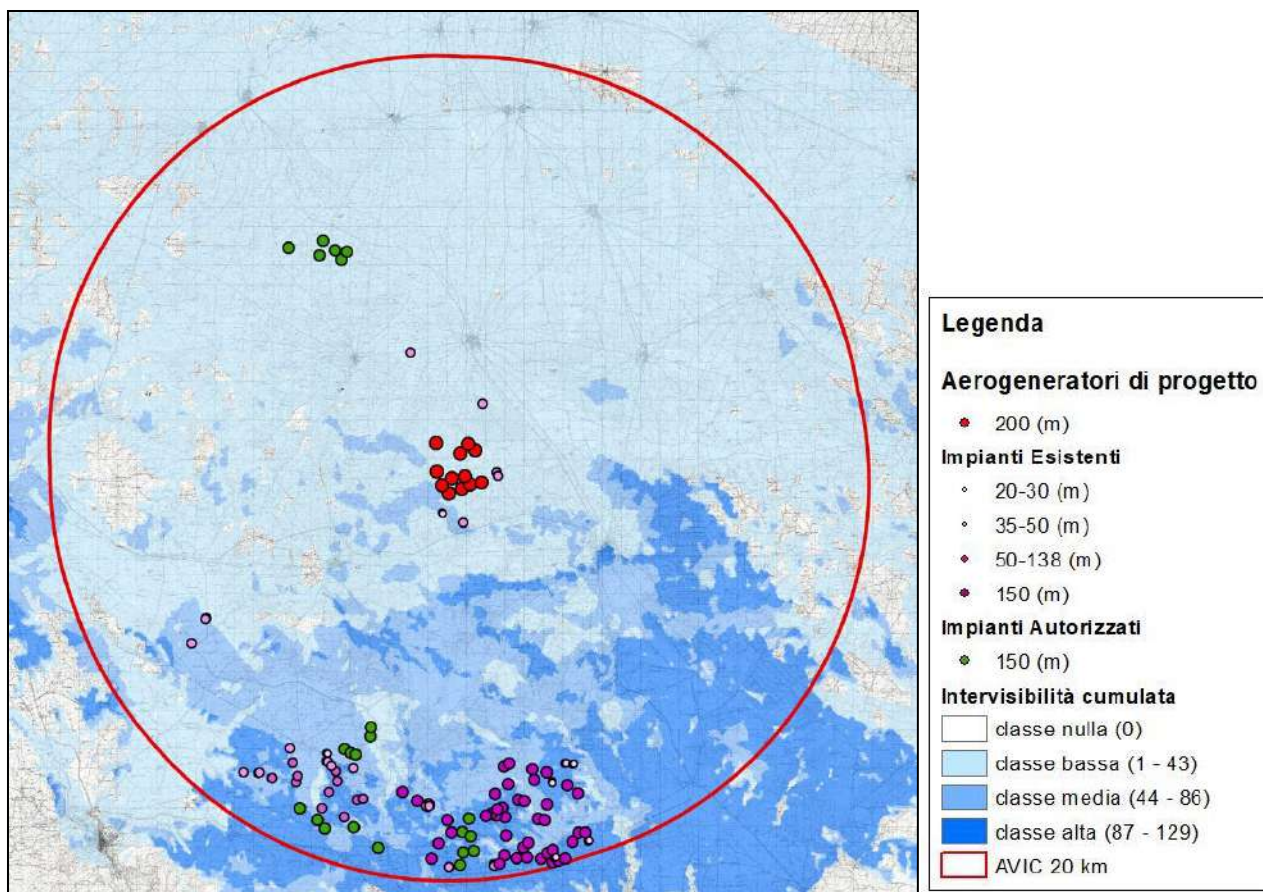 Legenda
Aerogeneratori di progetto
200 (m)
Impianti Esistenti
20-30 (m)
35-50 (m)
50-138 (m)
150 (m)
Impianti Autorizzati
150 (m)
Intervisibilità cumulata
classe nulla (0)
classe bassa (1 - 43)
classe media (44 - 86)
classe alta (87 - 129)
AVIC 20 km